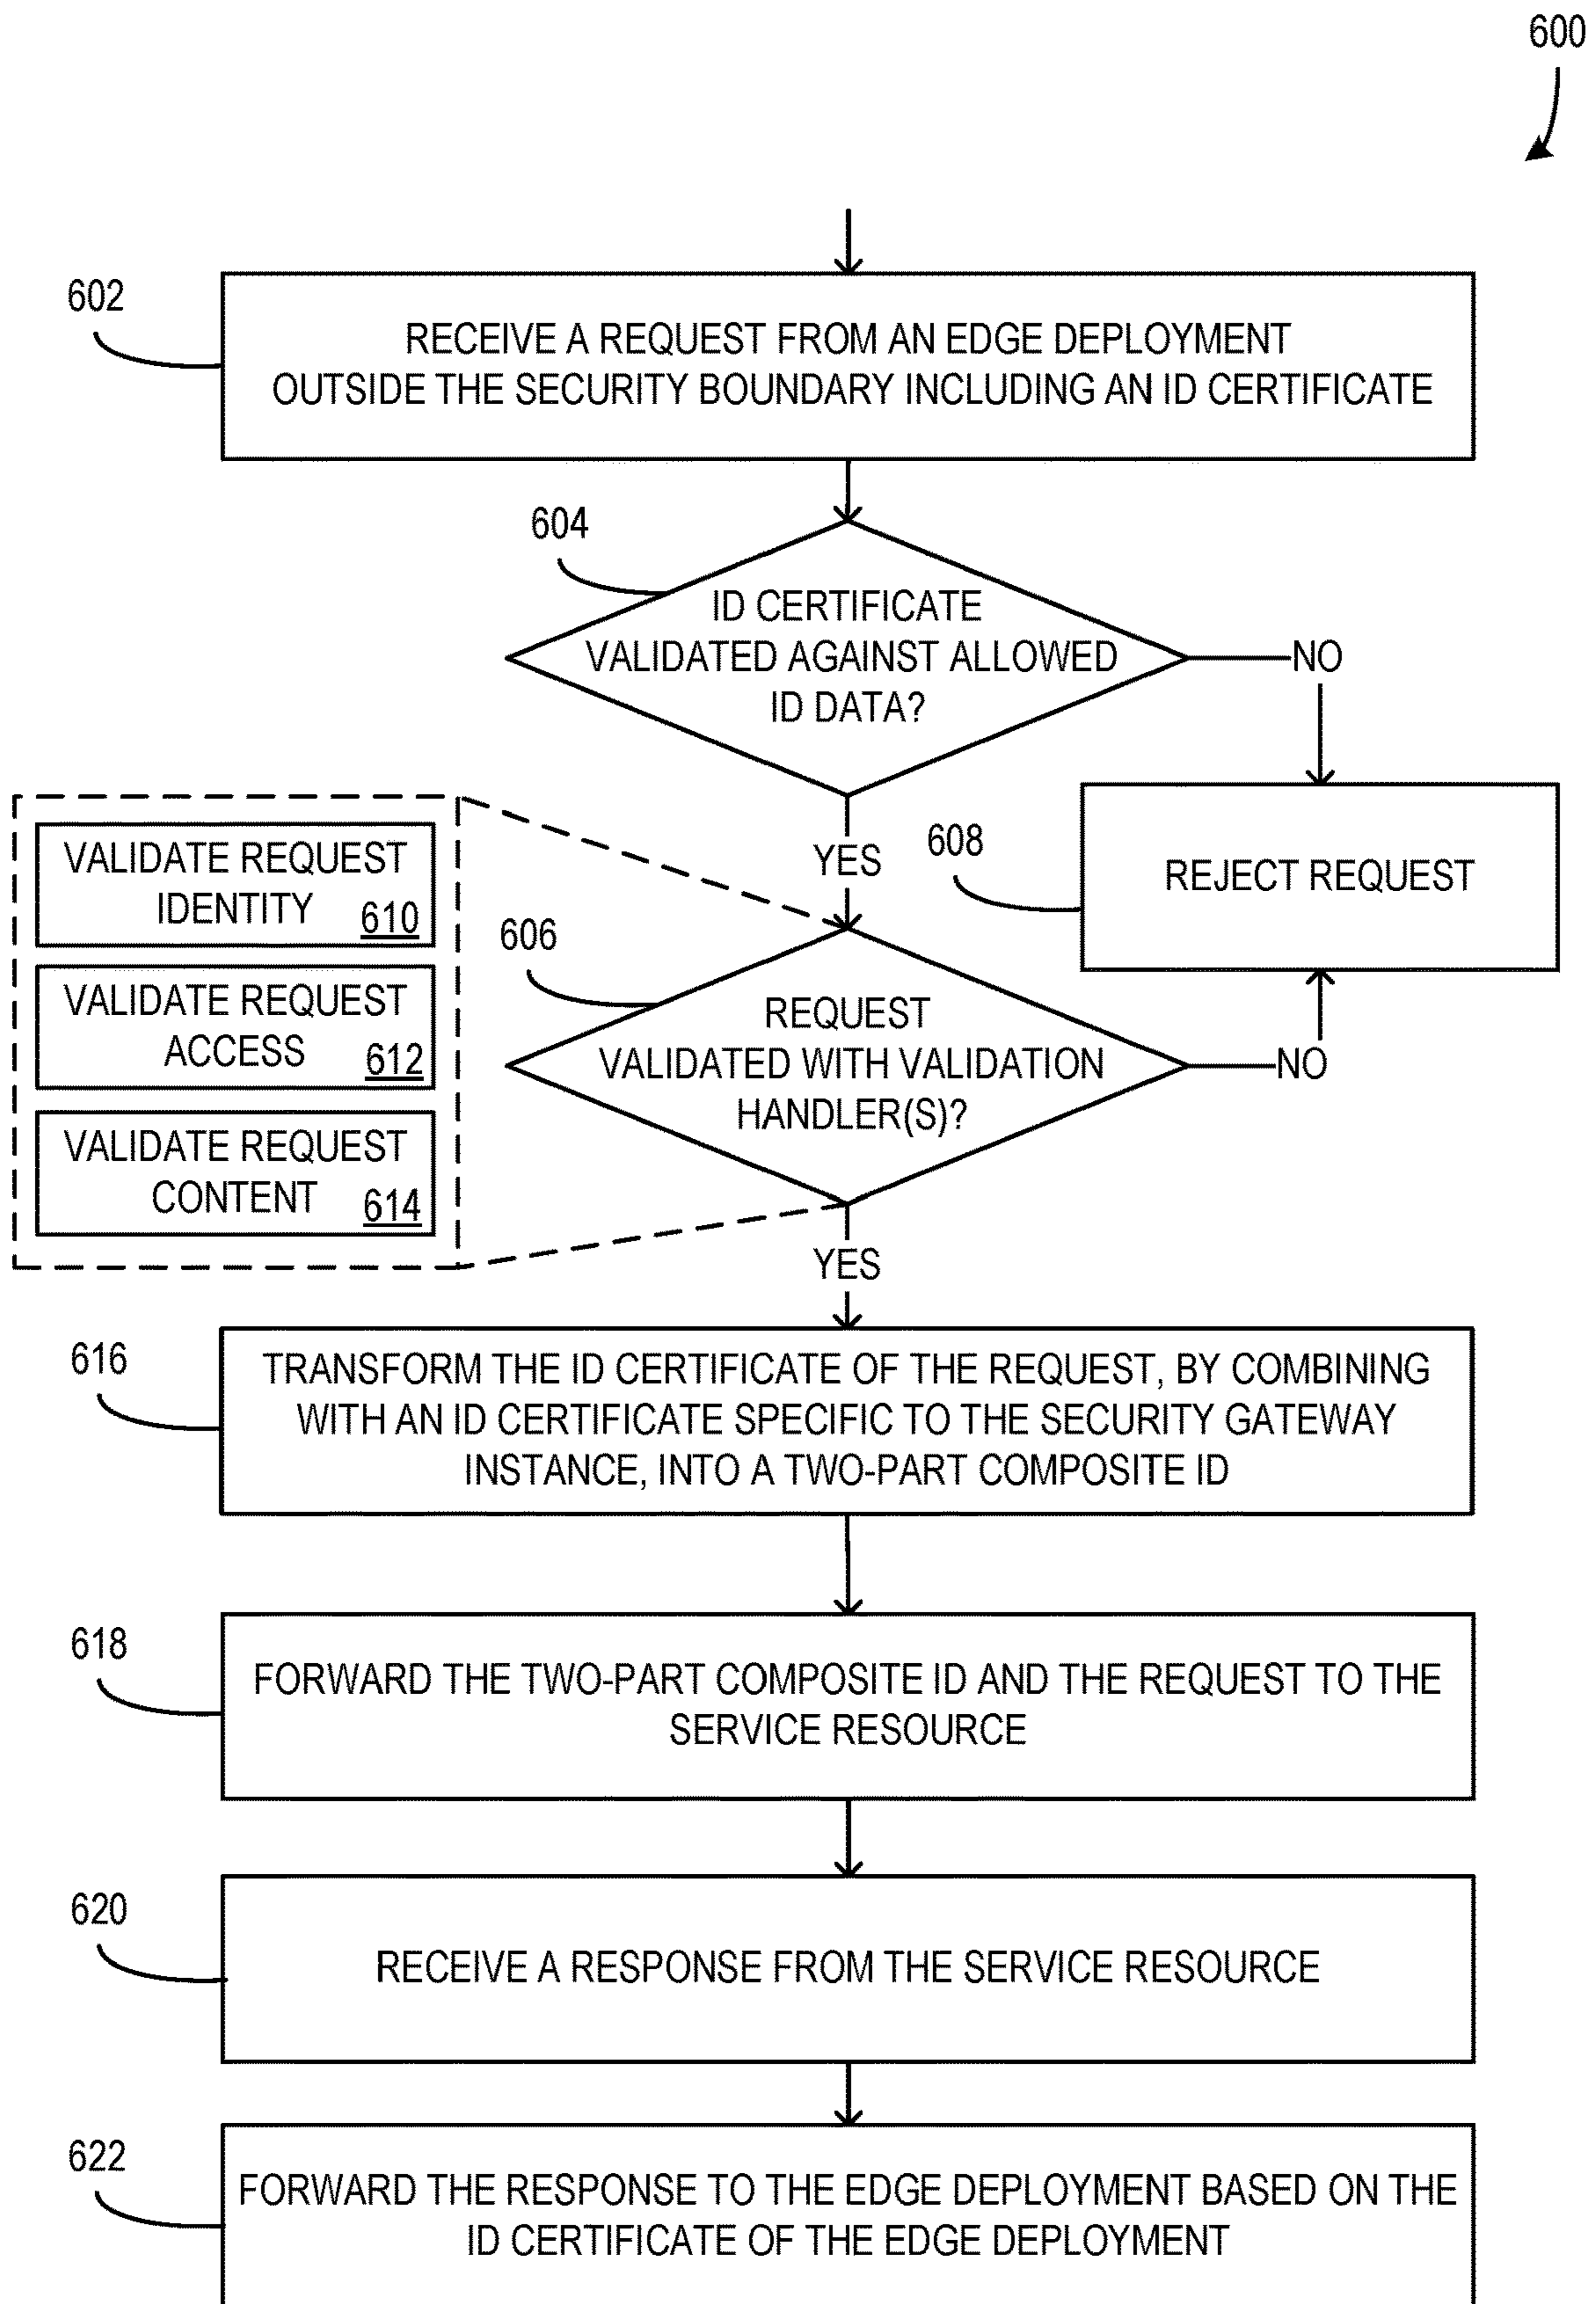 600
602
RECEIVE A REQUEST FROM AN EDGE DEPLOYMENT
OUTSIDE THE SECURITY BOUNDARY INCLUDING AN ID CERTIFICATE
604
ID CERTIFICATE
VALIDATED AGAINST ALLOWED
ID DATA?
NO
YES
608
REJECT REQUEST
VALIDATE REQUEST
IDENTITY 610
VALIDATE REQUEST
ACCESS 612
VALIDATE REQUEST
CONTENT 614
606
REQUEST
VALIDATED WITH VALIDATION
HANDLER(S)?
NO
YES
616
TRANSFORM THE ID CERTIFICATE OF THE REQUEST, BY COMBINING
WITH AN ID CERTIFICATE SPECIFIC TO THE SECURITY GATEWAY
INSTANCE, INTO A TWO-PART COMPOSITE ID
618
FORWARD THE TWO-PART COMPOSITE ID AND THE REQUEST TO THE
SERVICE RESOURCE
620
RECEIVE A RESPONSE FROM THE SERVICE RESOURCE
622
FORWARD THE RESPONSE TO THE EDGE DEPLOYMENT BASED ON THE
ID CERTIFICATE OF THE EDGE DEPLOYMENT